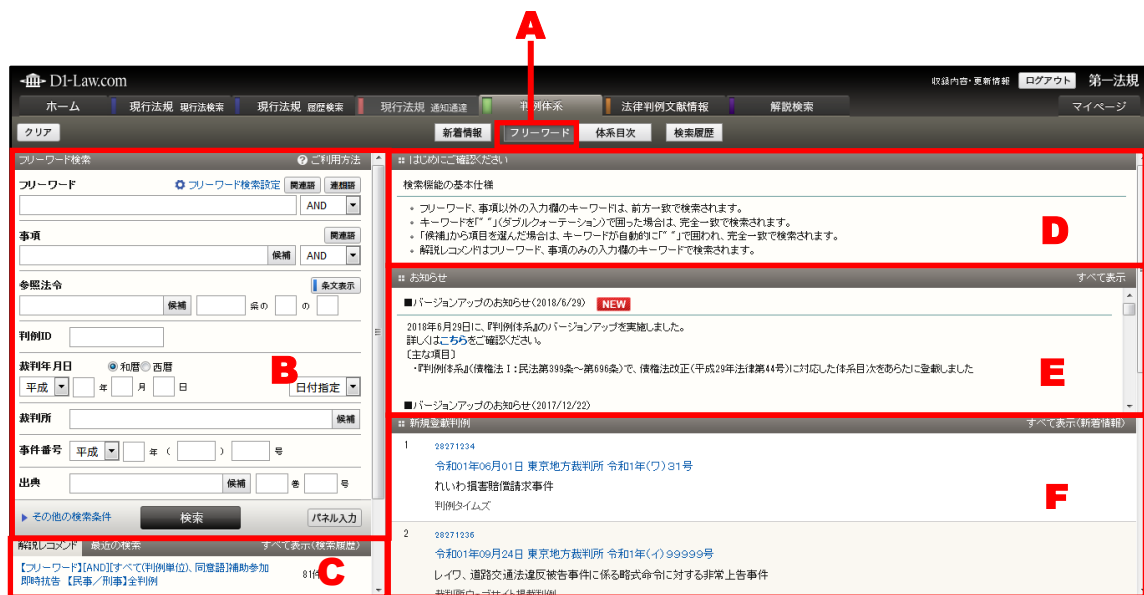 A
D1-Law.com
収録内容・更新情報 ログアウト 第一法規
ホーム 現行法規 現行法検索 現行法規 履歴検索 現行法規 通知通達 判例体系 法律判例文献情報 解説検索 マイページ
クリア 新着情報 フリーワード 体系目次 検索履歴
フリーワード検索 ? ご利用方法
フリーワード フリーワード検索設定 関連語 連想語
AND
事項 関連語
候補 AND
参照法令 条文表示
候補 条の の
判例ID
裁判年月日 和暦 西暦
平成 年 月 日 日付指定
B
裁判所 候補
事件番号 平成 年 ( ) 号
出典 候補 巻 号
その他の検索条件 検索 パネル入力
解説レコメンド 最近の検索 すべて表示(検索履歴)
【フリーワード】[AND][すべて(判例単位)、同意語]補助参加
即時抗告 【民事/刑事】全判例 81件
C
はじめにご確認ください
検索機能の基本仕様
フリーワード、事項以外の入力欄のキーワードは、前方一致で検索されます。
キーワードを「" "」(ダブルクォーテーション)で囲った場合は、完全一致で検索されます。
「候補」から項目を選んだ場合は、キーワードが自動的に「" "」で囲われ、完全一致で検索されます。
解説レコメンドはフリーワード、事項のみの入力欄のキーワードで検索されます。
D
お知らせ すべて表示
■バージョンアップのお知らせ(2018/6/29) NEW
2018年6月29日に、『判例体系』のバージョンアップを実施しました。
詳しくはこちらをご確認ください。
〔主な項目〕
・『判例体系』(債権法Ⅰ:民法第399条~第696条)で、債権法改正(平成29年法律第44号)に対応した体系目次をあらたに登載しました
■バージョンアップのお知らせ(2017/12/22)
E
新規登載判例 すべて表示(新着情報)
1 28271234
令和01年06月01日 東京地方裁判所 令和1年(ワ)31号
れいわ損害賠償請求事件
判例タイムズ
F
2 28271236
令和01年09月24日 東京地方裁判所 令和1年(イ)99999号
レイワ、道路交通法違反被告事件に係る略式命令に対する非常上告事件
裁判所ウェブサイト掲載判例